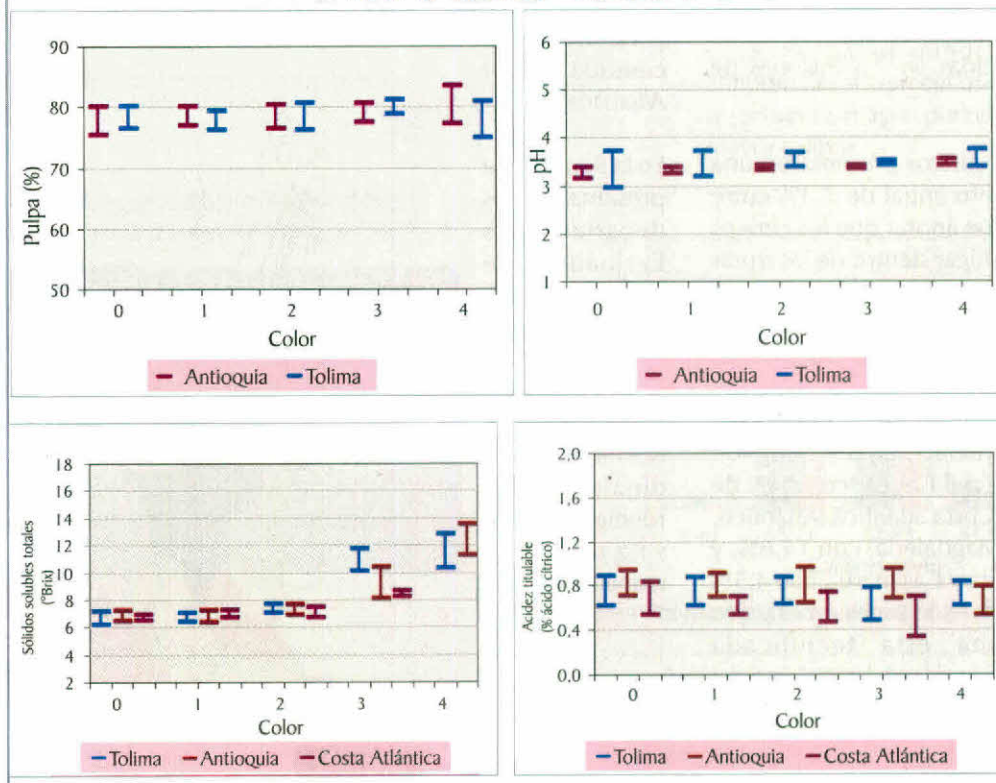 90
80
70
60
50
Pulpa (%)
0 1 2 3 4
Color
Antioquia Tolima
6
5
4
3
2
1
pH
0 1 2 3 4
Color
Antioquia Tolima
18
16
14
12
10
8
6
4
2
Sólidos solubles totales
(°Brix)
0 1 2 3 4
Color
Tolima Antioquia Costa Atlántica
2,0
1,6
1,2
0,8
0,4
0,0
Acidez titulable
(% ácido cítrico)
0 1 2 3 4
Color
Tolima Antioquia Costa Atlántica